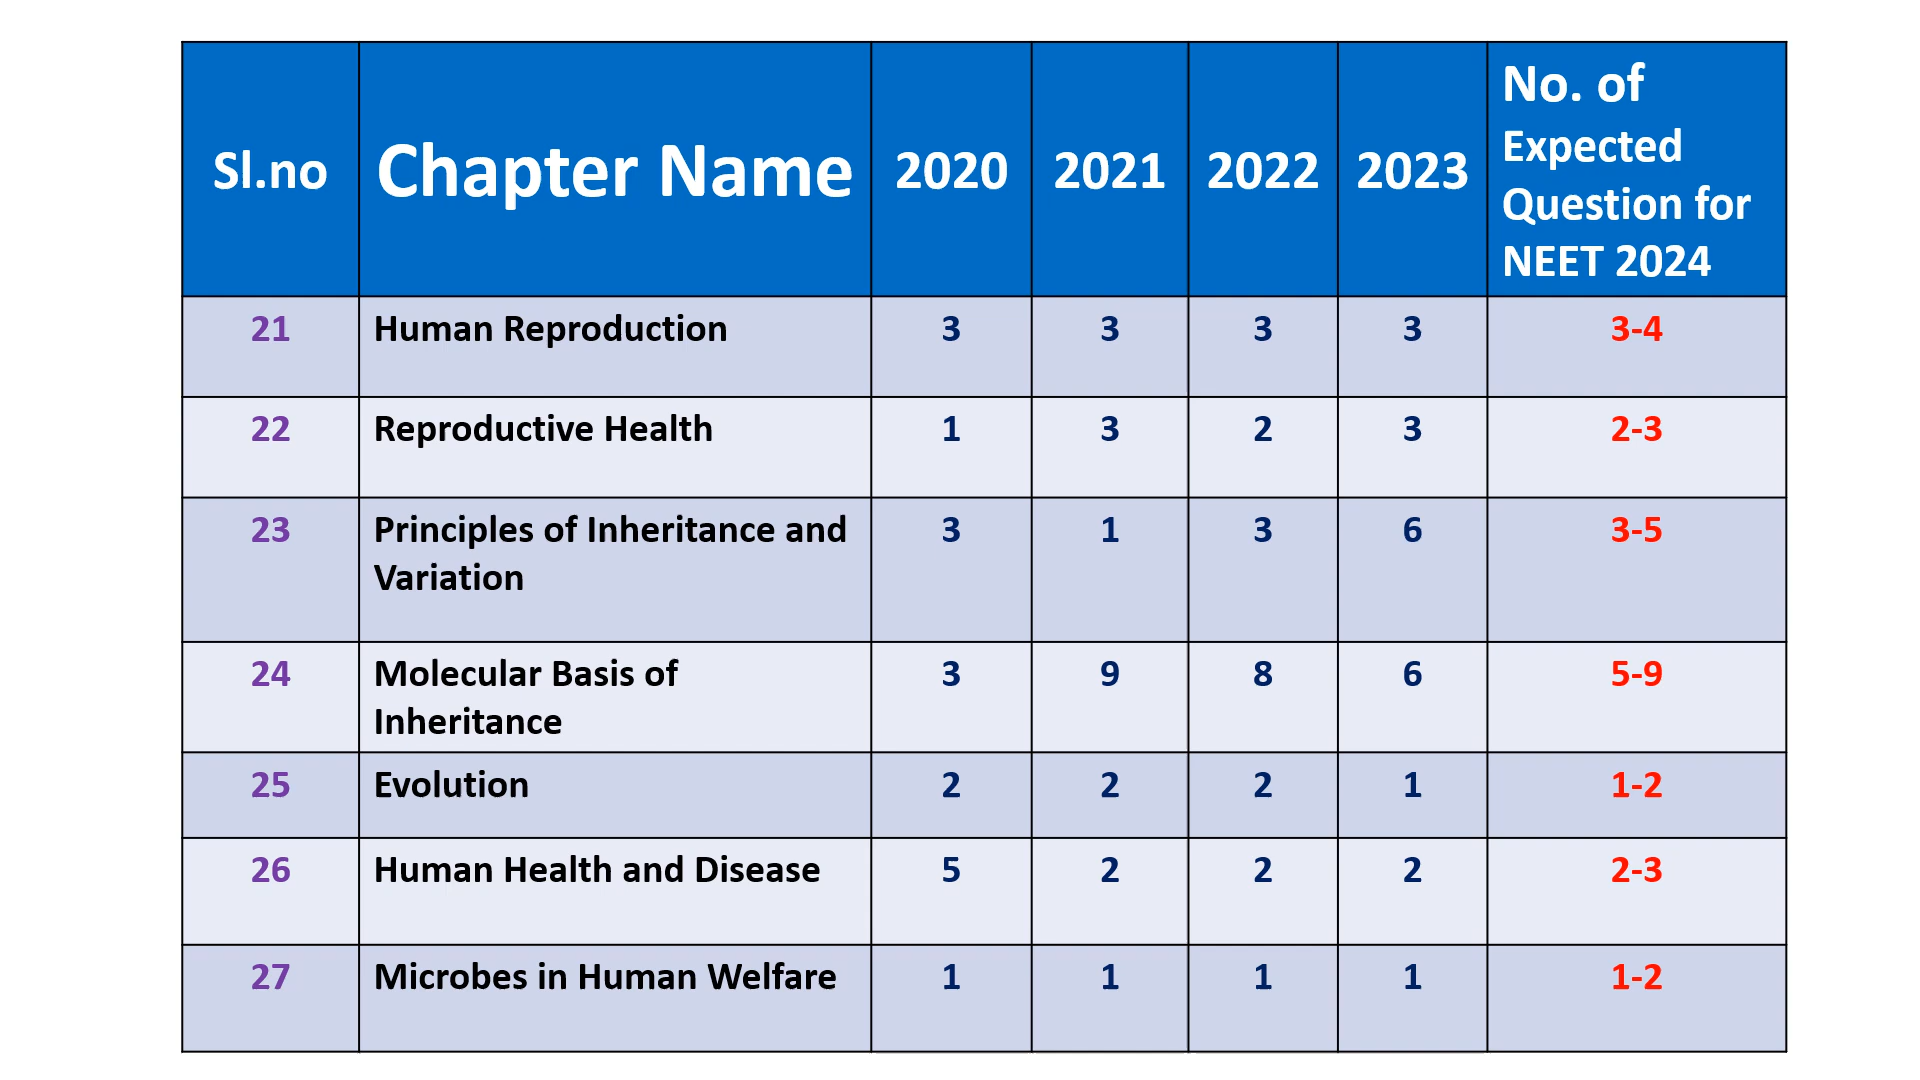 Sl.no Chapter Name 2020 2021 2022 2023 No. of
Expected
Question for
NEET 2024
21 Human Reproduction 3 3 3 3 3-4
22 Reproductive Health 1 3 2 3 2-3
23 Principles of Inheritance and 3 1 3 6 3-5
Variation
24 Molecular Basis of 3 9 8 6 5-9
Inheritance
25 Evolution 2 2 2 1 1-2
26 Human Health and Disease 5 2 2 2 2-3
27 Microbes in Human Welfare 1 1 1 1 1-2